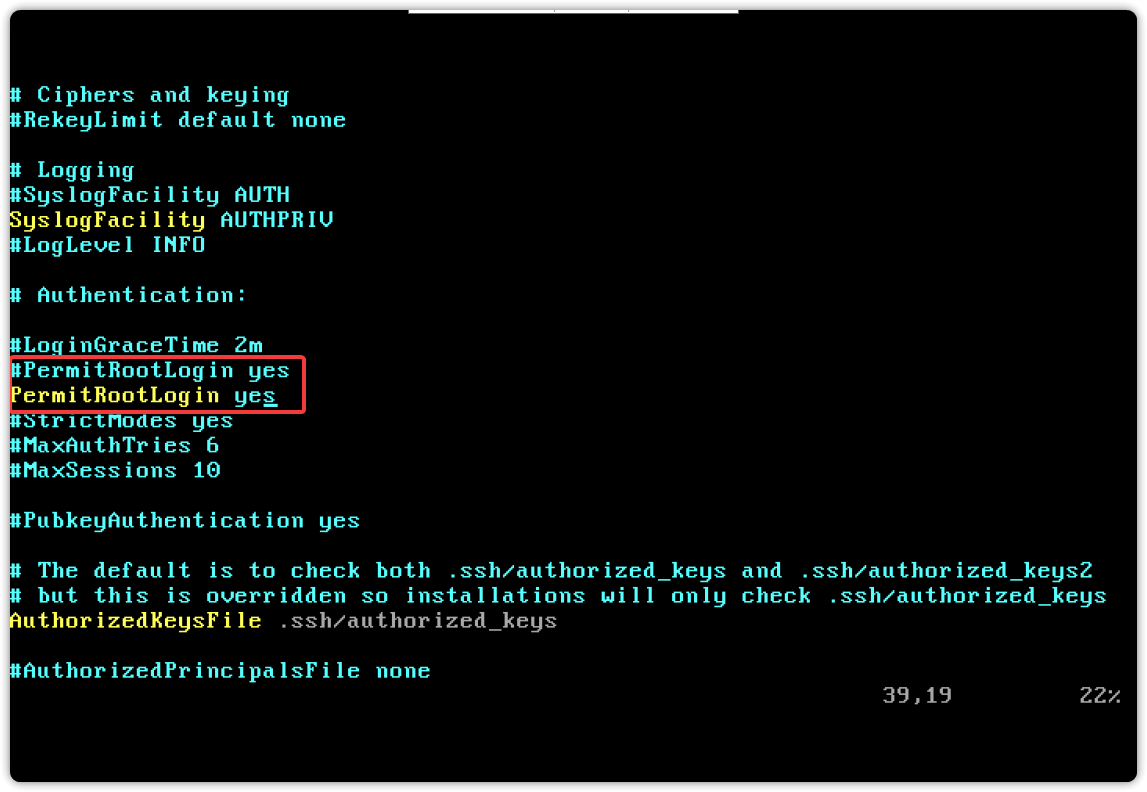 # Ciphers and keying
#RekeyLimit default none
# Logging
#SyslogFacility AUTH
SyslogFacility AUTHPRIV
#LogLevel INFO
# Authentication:
#LoginGraceTime 2m
#PermitRootLogin yes
PermitRootLogin yes
#StrictModes yes
#MaxAuthTries 6
#MaxSessions 10
#PubkeyAuthentication yes
# The default is to check both .ssh/authorized_keys and .ssh/authorized_keys2
# but this is overridden so installations will only check .ssh/authorized_keys
AuthorizedKeysFile .ssh/authorized_keys
#AuthorizedPrincipalsFile none
39,19 22%